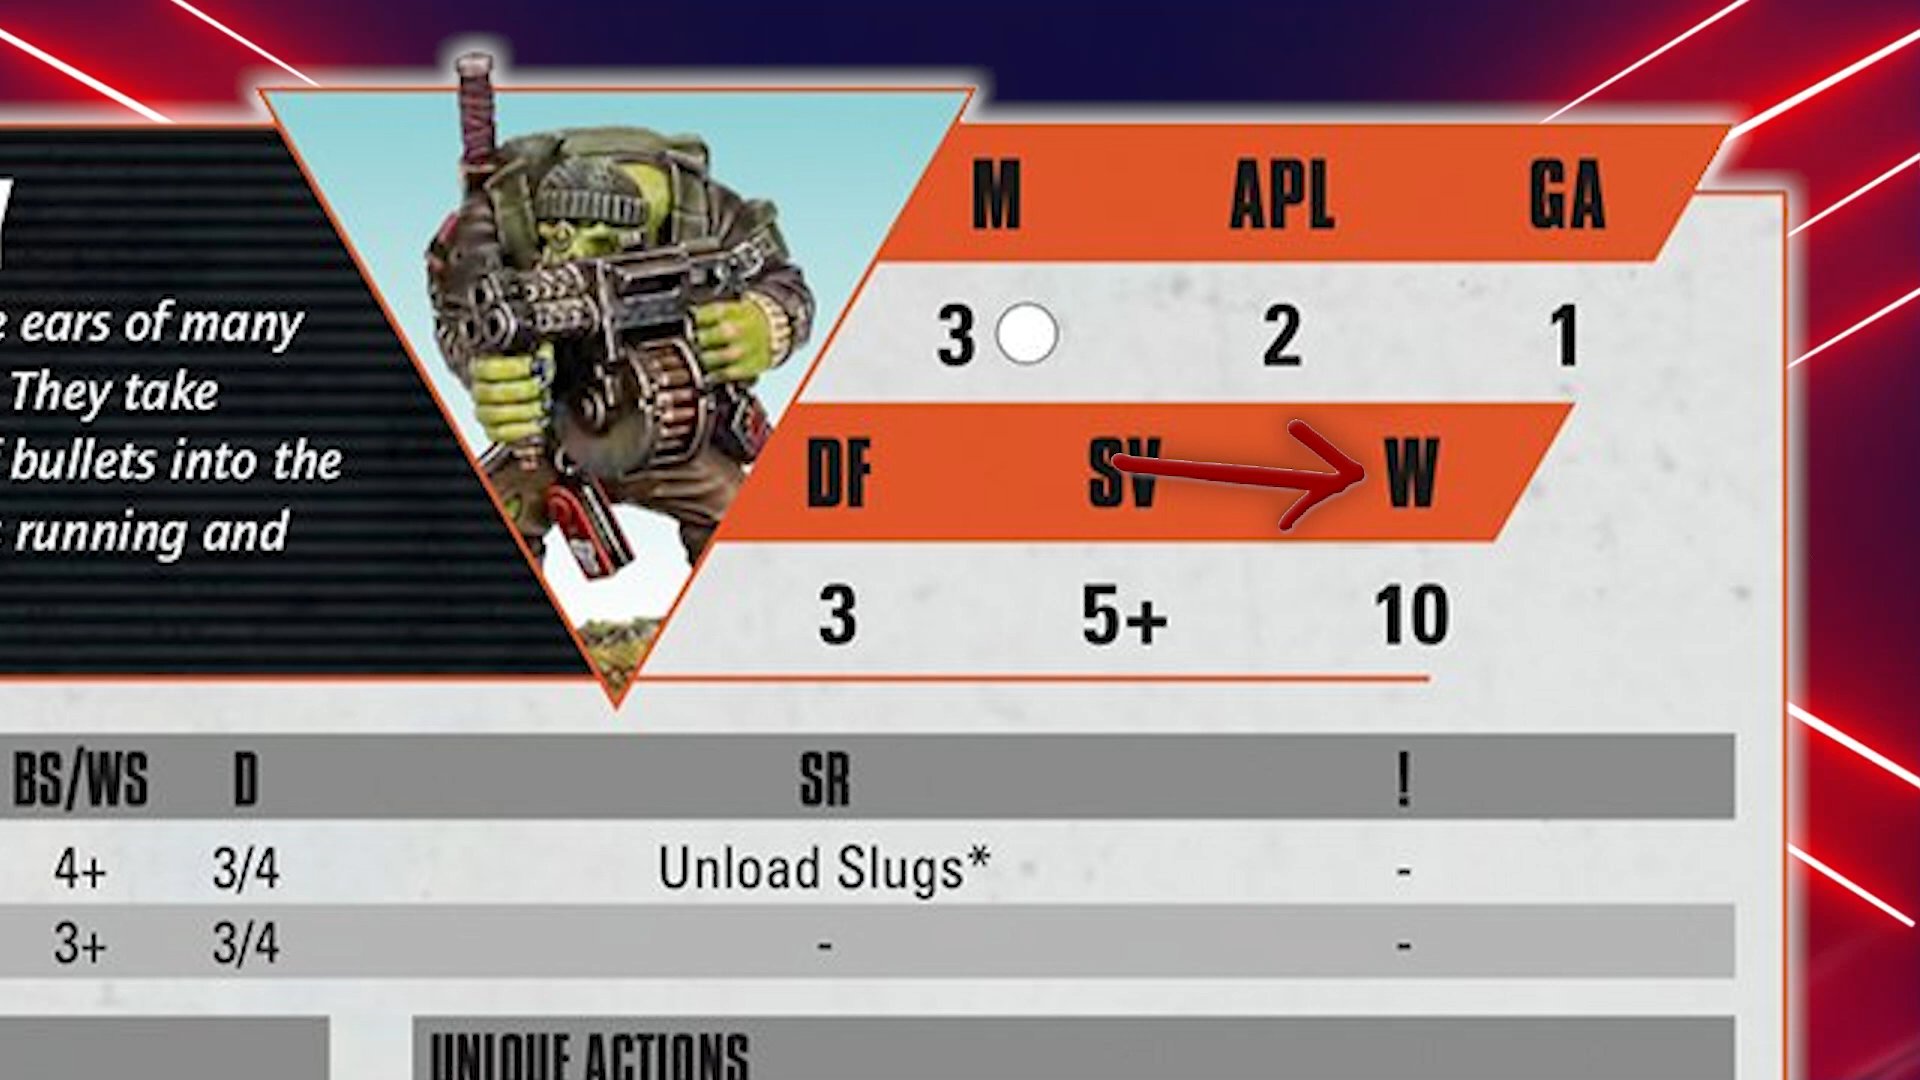 M APL GA
3 2 1
DF SV W
3 5+ 10
ears of many
They take
bullets into the
running and
BS/WS D SR !
4+ 3/4 Unload Slugs* -
3+ 3/4 - -
UNIQUE ACTIONS